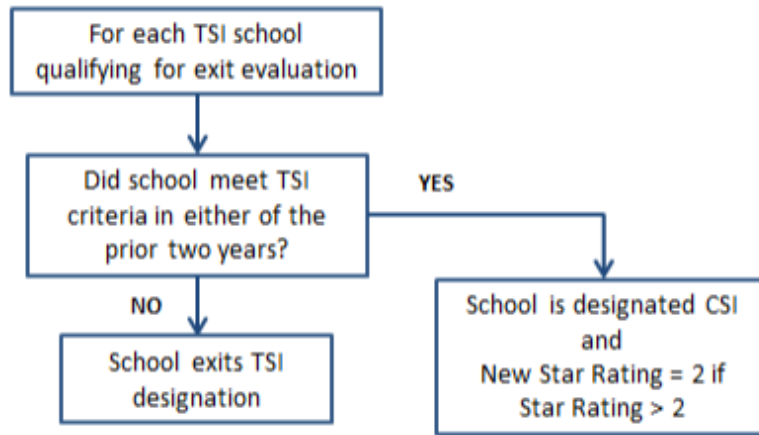 For each TSI school
qualifying for exit evaluation
Did school meet TSI
criteria in either of the
prior two years?
YES
NO
School exits TSI
designation
School is designated CSI
and
New Star Rating = 2 if
Star Rating > 2